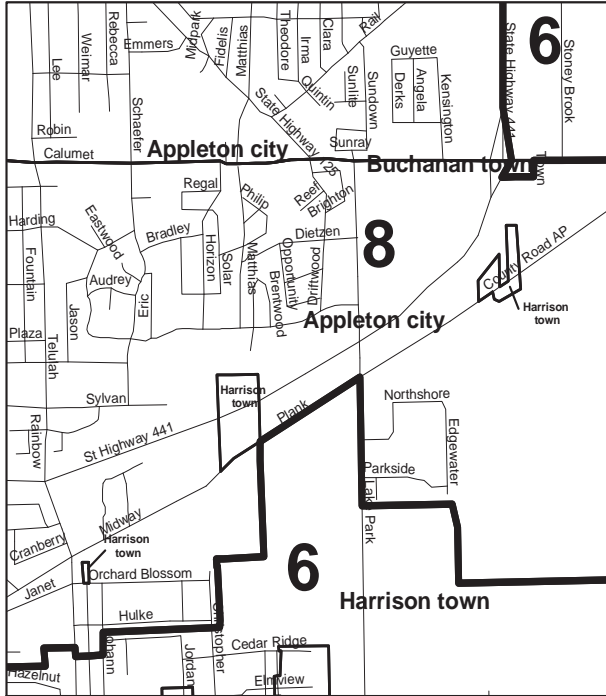 Rebecca
Weimar
Lee
Emmers
Midpark
Fidelis
Matthias
Theodore
Irma
Clara
Rail
Quintin
Guyette
Derks
Angela
Kensington
Sunlite
Sundown
State Highway 441
6
Stoney Brook
Schaefer
State Highway 125
Robin
Calumet
Appleton city
Sunray
Buchanan town
Town
Regal
Philip
Reef
Brighton
Harding
Eastwood
Bradley
Dietzen
8
Fountain
Horizon
Solar
Matthias
Opportunity
Brentwood
Driftwood
County Road AP
Audrey
Eric
Jason
Harrison
town
Appleton city
Plaza
Telulah
Sylvan
Harrison
town
Plank
Northshore
Edgewater
Rainbow
St Highway 441
Parkside
Lake Park
Midway
Cranberry
Harrison
town
Janet
Orchard Blossom
6
Harrison town
Hulke
Christopher
Johann
Jordan
Cedar Ridge
Hazelnut
Elmview